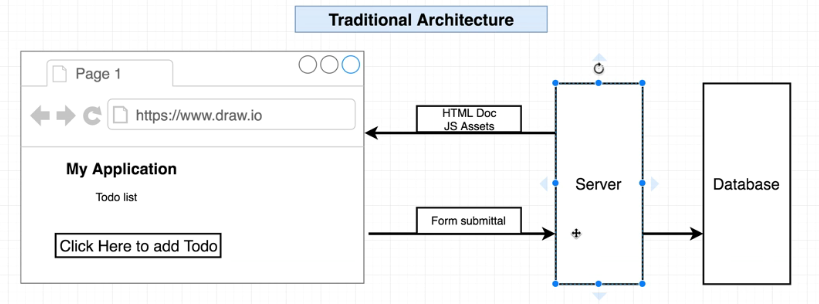 Traditional Architecture
Page 1
https://www.draw.io
My Application
Todo list
Click Here to add Todo
HTML Doc
JS Assets
Form submittal
Server
Database